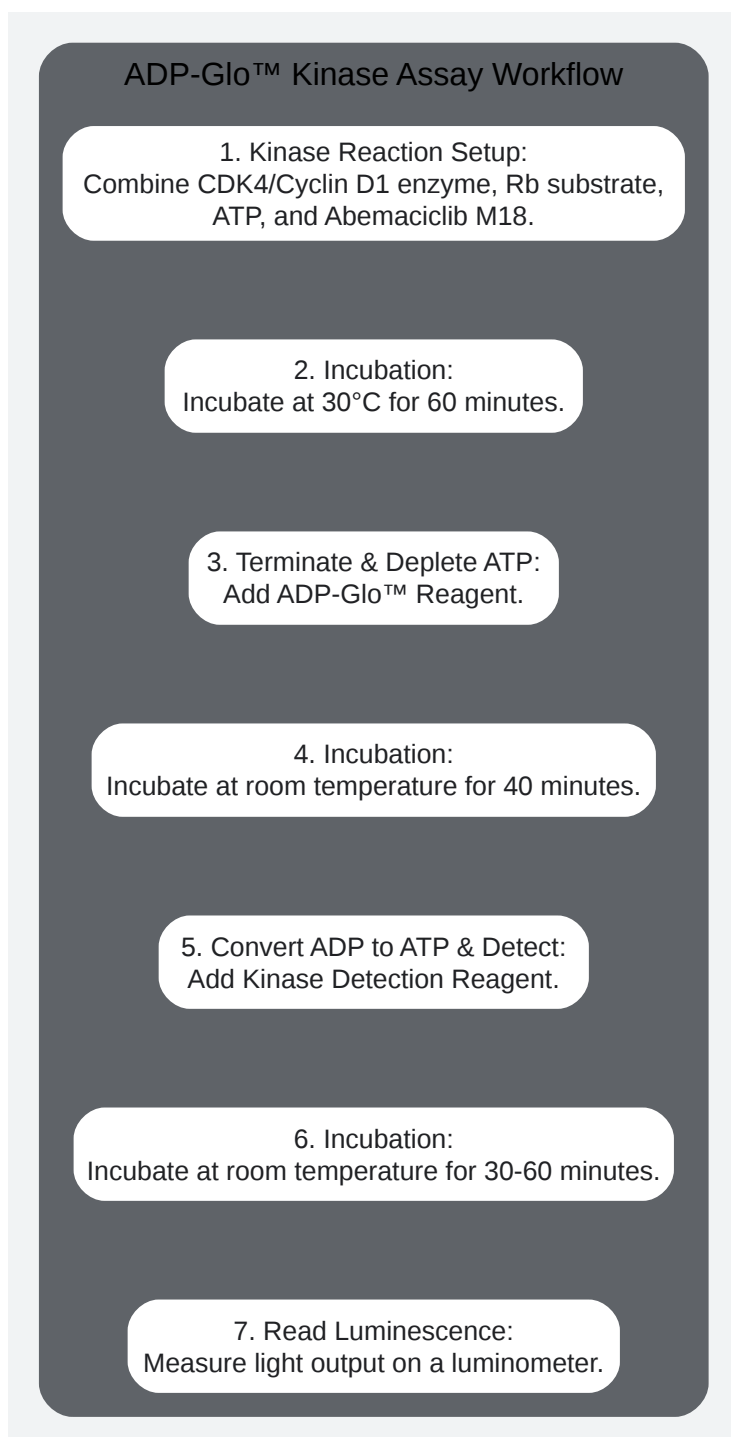 ADP-Glo™ Kinase Assay Workflow
1. Kinase Reaction Setup:
Combine CDK4/Cyclin D1 enzyme, Rb substrate,
ATP, and Abemaciclib M18.
2. Incubation:
Incubate at 30°C for 60 minutes.
3. Terminate & Deplete ATP:
Add ADP-Glo™ Reagent.
4. Incubation:
Incubate at room temperature for 40 minutes.
5. Convert ADP to ATP & Detect:
Add Kinase Detection Reagent.
6. Incubation:
Incubate at room temperature for 30-60 minutes.
7. Read Luminescence:
Measure light output on a luminometer.